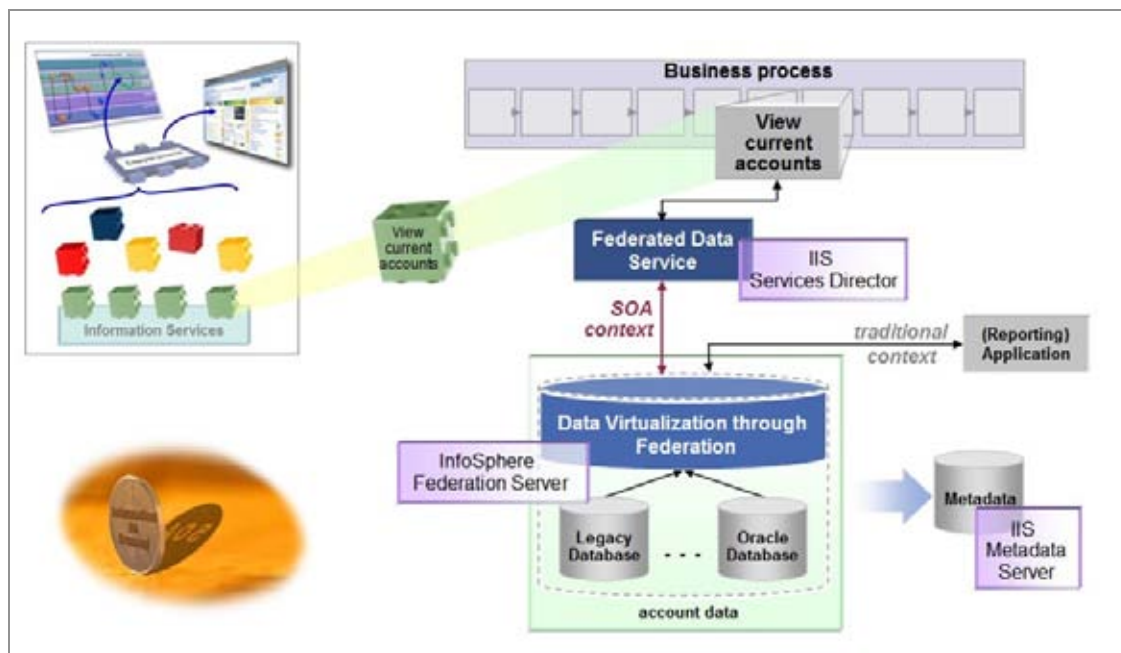 Business process
View
current
accounts
View
current
accounts
Federated Data
Service
IIS
Services Director
Information Services
SOA
context
traditional
context
(Reporting)
Application
Data Virtualization through
Federation
InfoSphere
Federation Server
Legacy
Database
. . .
Oracle
Database
Metadata
IIS
Metadata
Server
account data
Information